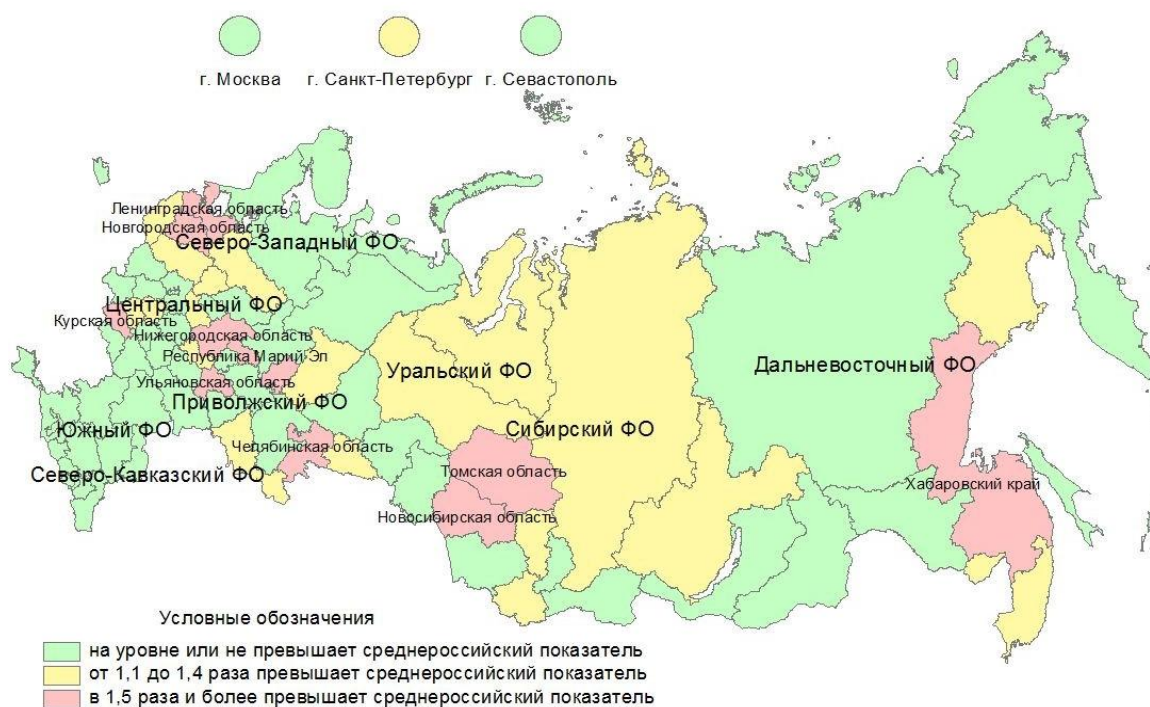 г. Москва
г. Санкт-Петербург
г. Севастополь
Ленинградская область
Новгородская область
Северо-Западный ФО
Центральный ФО
Курская область
Нижегородская область
Республика Марий Эл
Уральский ФО
Дальневосточный ФО
Ульяновская область
Приволжский ФО
Южный ФО
Сибирский ФО
Челябинская область
Северо-Кавказский ФО
Томская область
Хабаровский край
Новосибирская область
Условные обозначения
на уровне или не превышает среднероссийский показатель
от 1,1 до 1,4 раза превышает среднероссийский показатель
в 1,5 раза и более превышает среднероссийский показатель